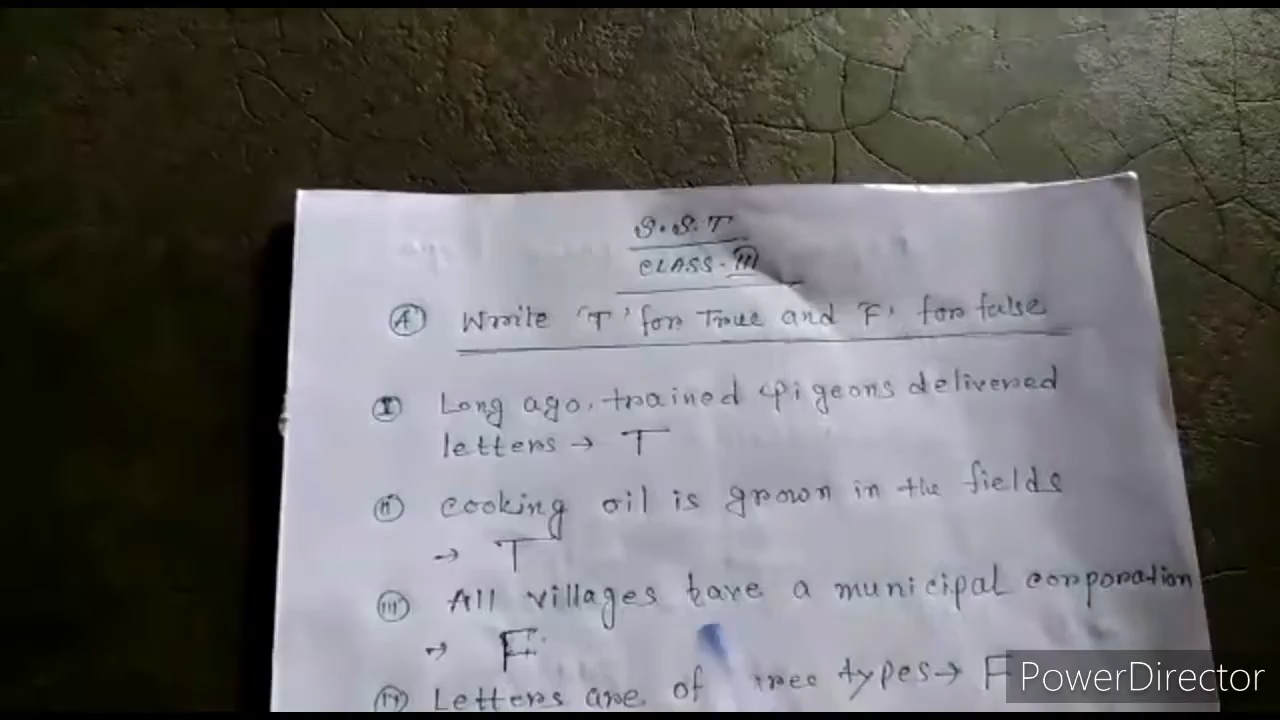 S.S.T
CLASS-III
A Write 'T' for True and 'F' for false
I Long ago, trained pigeons delivered
letters → T
II Cooking oil is grown in the fields
→ T
III All villages have a municipal corporation
→ F
IV Letters are of types → F
PowerDirector